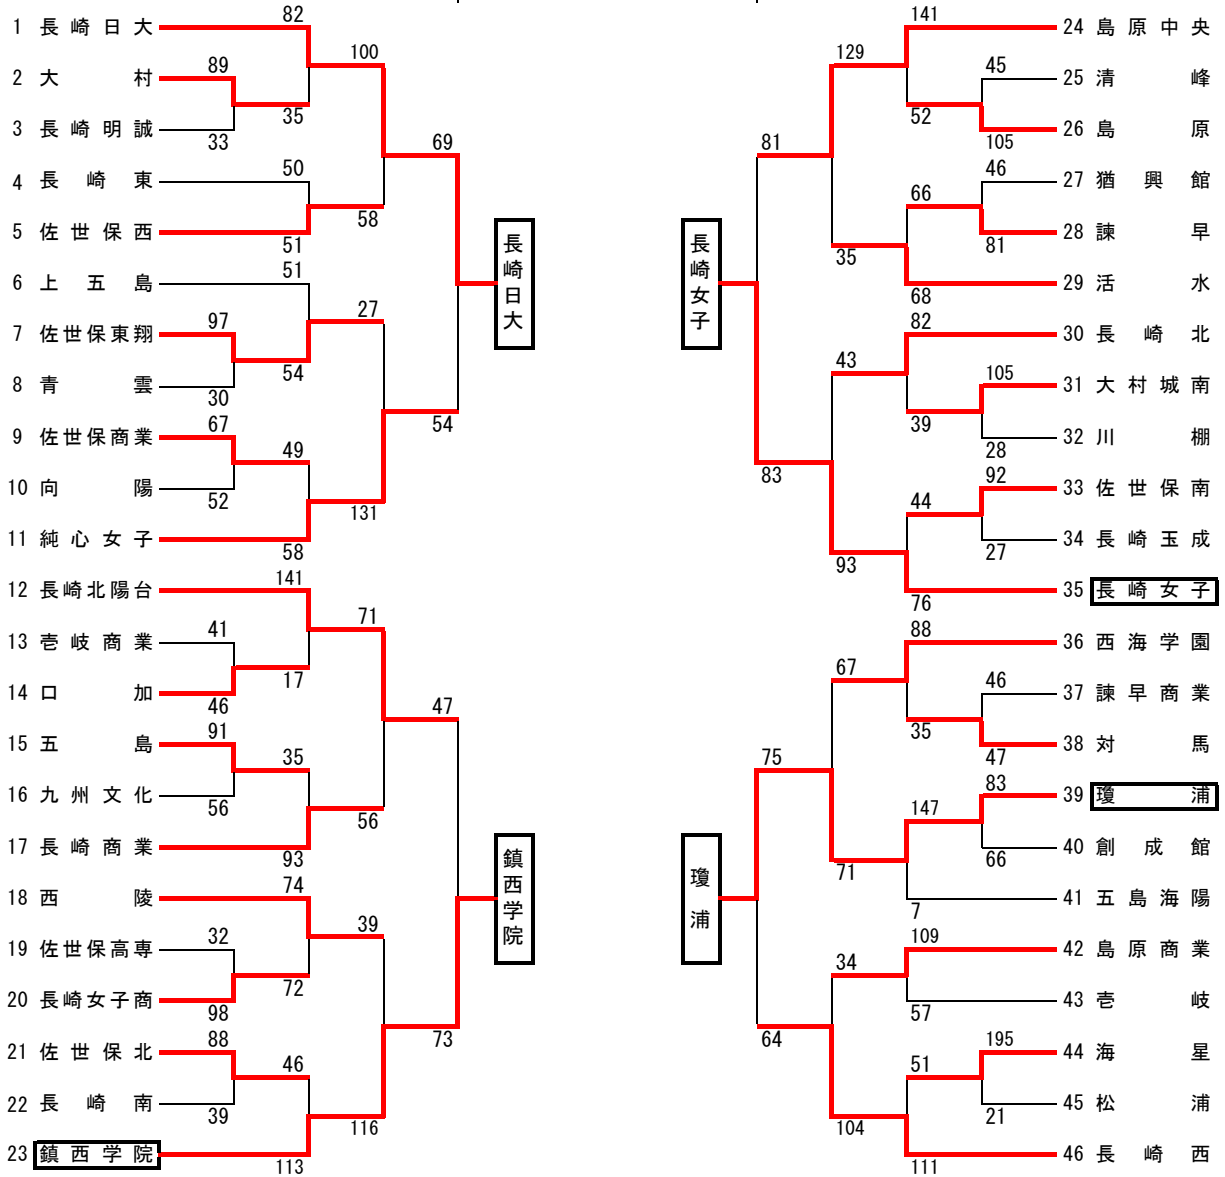 1 長崎日大 82
100
2 大村 89
35
3 長崎明誠 33
69
4 長崎東 50
58
5 佐世保西 51
6 上五島 51
27
7 佐世保東翔 97
54
8 青雲 30
9 佐世保商業 67
49
54
10 向陽 52
131
11 純心女子 58
長崎日大
12 長崎北陽台 141
71
13 壱岐商業 41
17
14 口加 46
47
15 五島 91
35
16 九州文化 56
56
17 長崎商業 93
18 西陵 74
39
19 佐世保高専 32
72
20 長崎女子商 98
73
21 佐世保北 88
46
22 長崎南 39
116
23 鎮西学院 113
鎮西学院
141 24 島原中央
129
45 25 清峰
52
105 26 島原
81
46 27 猶興館
66
81 28 諫早
35
68 29 活水
長崎女子
82 30 長崎北
43
105 31 大村城南
39
28 32 川棚
83
92 33 佐世保南
44
27 34 長崎玉成
93
76 35 長崎女子
88 36 西海学園
67
46 37 諫早商業
35
47 38 対馬
75
83 39 瓊浦
147
66 40 創成館
71
7 41 五島海陽
瓊浦
109 42 島原商業
34
57 43 壱岐
64
195 44 海星
51
21 45 松浦
104
111 46 長崎西